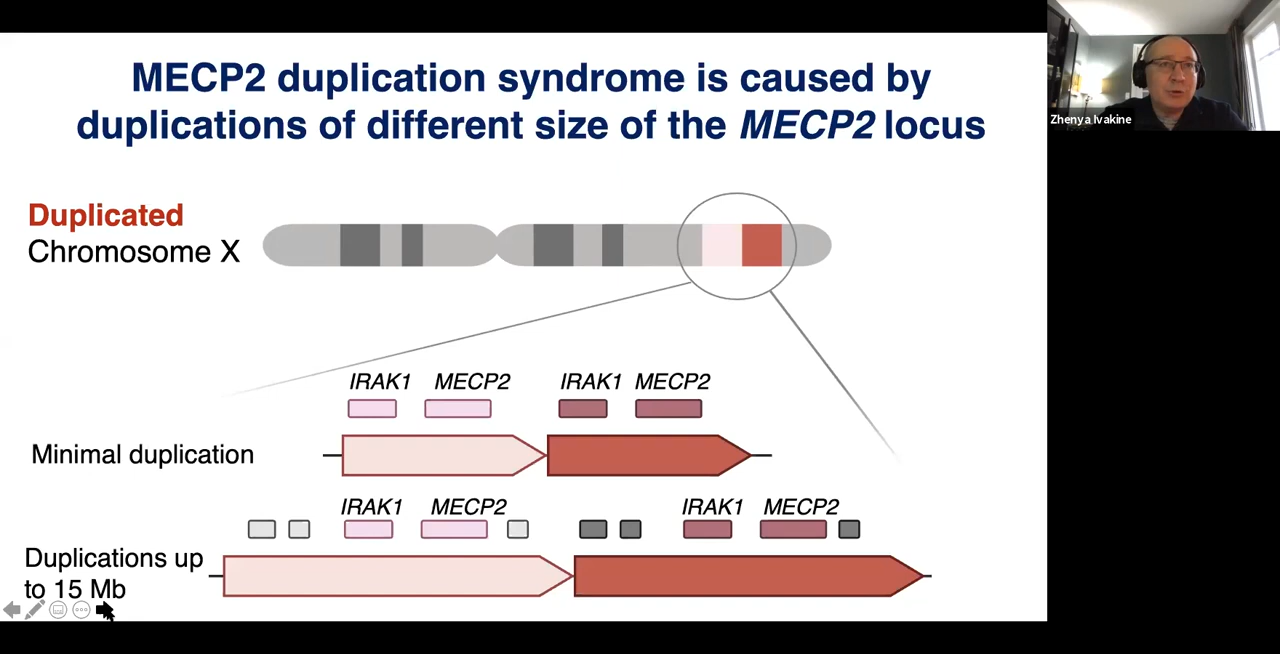 MECP2 duplication syndrome is caused by
duplications of different size of the MECP2 locus
Zhenya Ivakine
Duplicated
Chromosome X
IRAK1 MECP2 IRAK1 MECP2
Minimal duplication
IRAK1 MECP2 IRAK1 MECP2
Duplications up
to 15 Mb